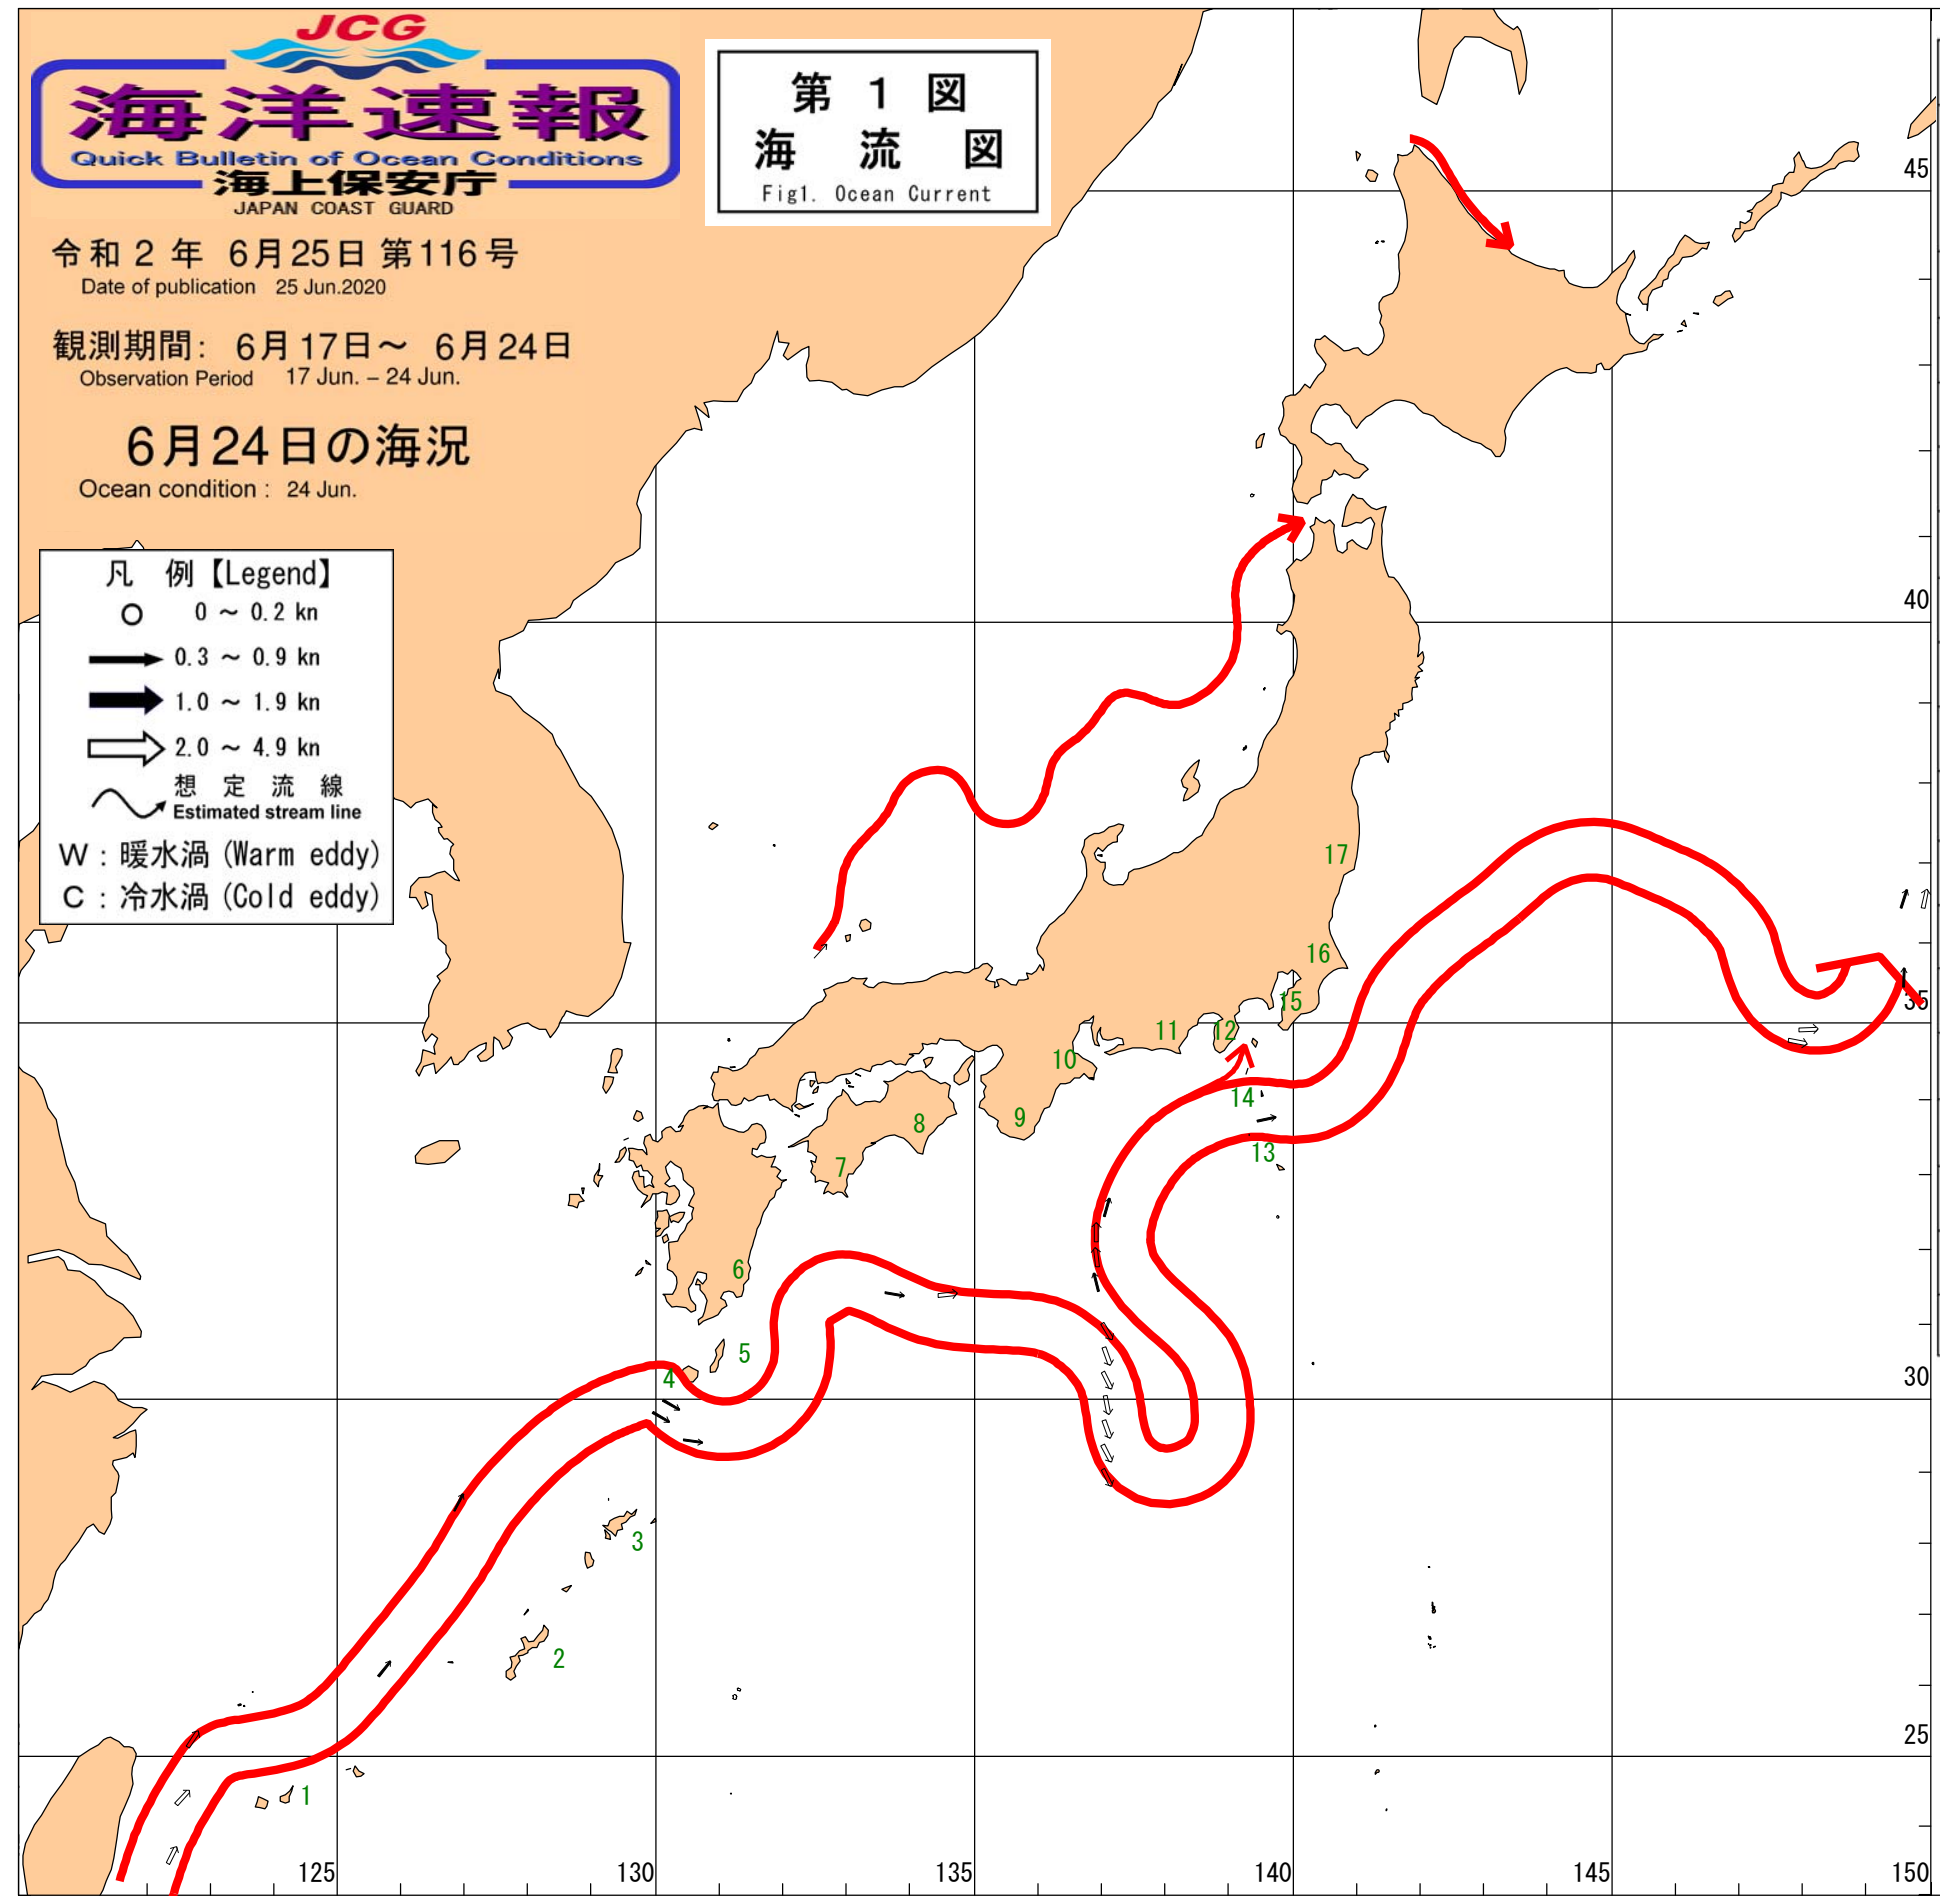 JCG
海洋速報
Quick Bulletin of Ocean Conditions
海上保安庁
JAPAN COAST GUARD
令和 2 年 6月25日 第116号
Date of publication 25 Jun.2020
観測期間: 6月17日～ 6月24日
Observation Period 17 Jun. – 24 Jun.
6月24日の海況
Ocean condition : 24 Jun.
第 1 図
海 流 図
Fig1. Ocean Current
凡 例【Legend】
0 ～ 0.2 kn
0.3 ～ 0.9 kn
1.0 ～ 1.9 kn
2.0 ～ 4.9 kn
想 定 流 線
Estimated stream line
W : 暖水渦 (Warm eddy)
C : 冷水渦 (Cold eddy)
45
40
35
30
25
17
16
15
12
11
10
14
13
9
8
7
6
5
4
3
2
1
125
130
135
140
145
150